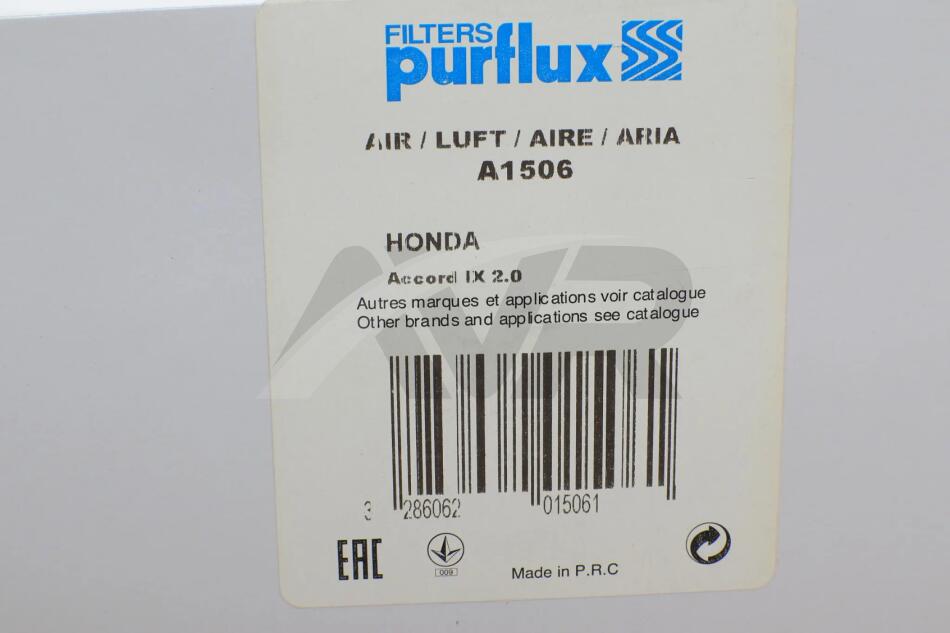 FILTERS
purflux
AIR / LUFT / AIRE / ARIA
A1506
HONDA
Accord IX 2.0
Autres marques et applications voir catalogue
Other brands and applications see catalogue
AVR
3 286062 015061
EAC
009
Made in P.R.C